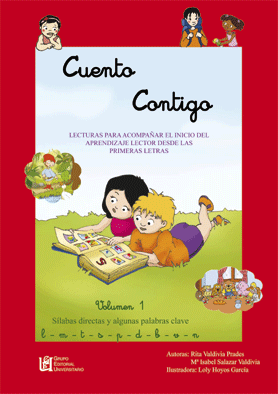 Cuento
Contigo
LECTURAS PARA ACOMPAÑAR EL INICIO DEL
APRENDIZAJE LECTOR DESDE LAS
PRIMERAS LETRAS
Volumen 1
Sílabas directas y algunas palabras clave
l - m - t - s - p - d - b - v - n
Autoras: Rita Valdivia Prades
Mª Isabel Salazar Valdivia
Ilustradora: Loly Hoyos García
GRUPO
EDITORIAL
UNIVERSITARIO